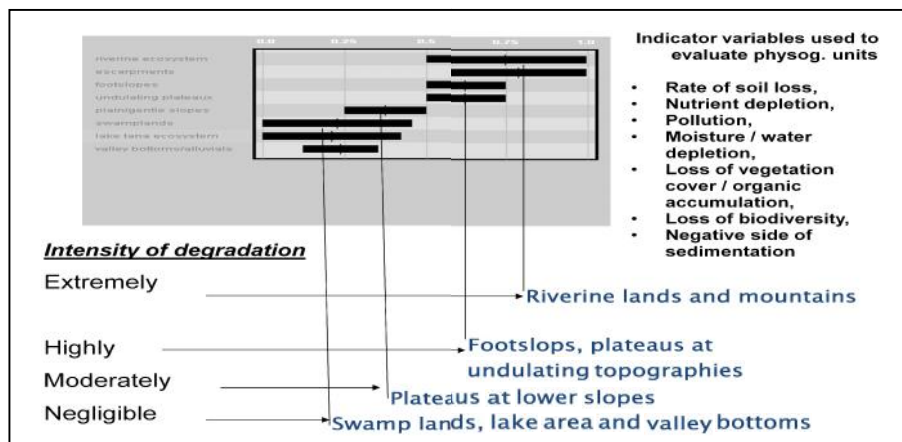 0.0 0.25 0.5 0.75 1.0
riverine ecosystem
escarpments
footslopes
undulating plateaux
plain/gentle slopes
swamplands
lake tana ecosystem
valley bottoms/alluvials
Indicator variables used to
evaluate physog. units
• Rate of soil loss,
• Nutrient depletion,
• Pollution,
• Moisture / water
depletion,
• Loss of vegetation
cover / organic
accumulation,
• Loss of biodiversity,
• Negative side of
sedimentation
Intensity of degradation
Extremely
Riverine lands and mountains
Highly
Footslops, plateaus at
undulating topographies
Moderately
Plateaus at lower slopes
Negligible
Swamp lands, lake area and valley bottoms